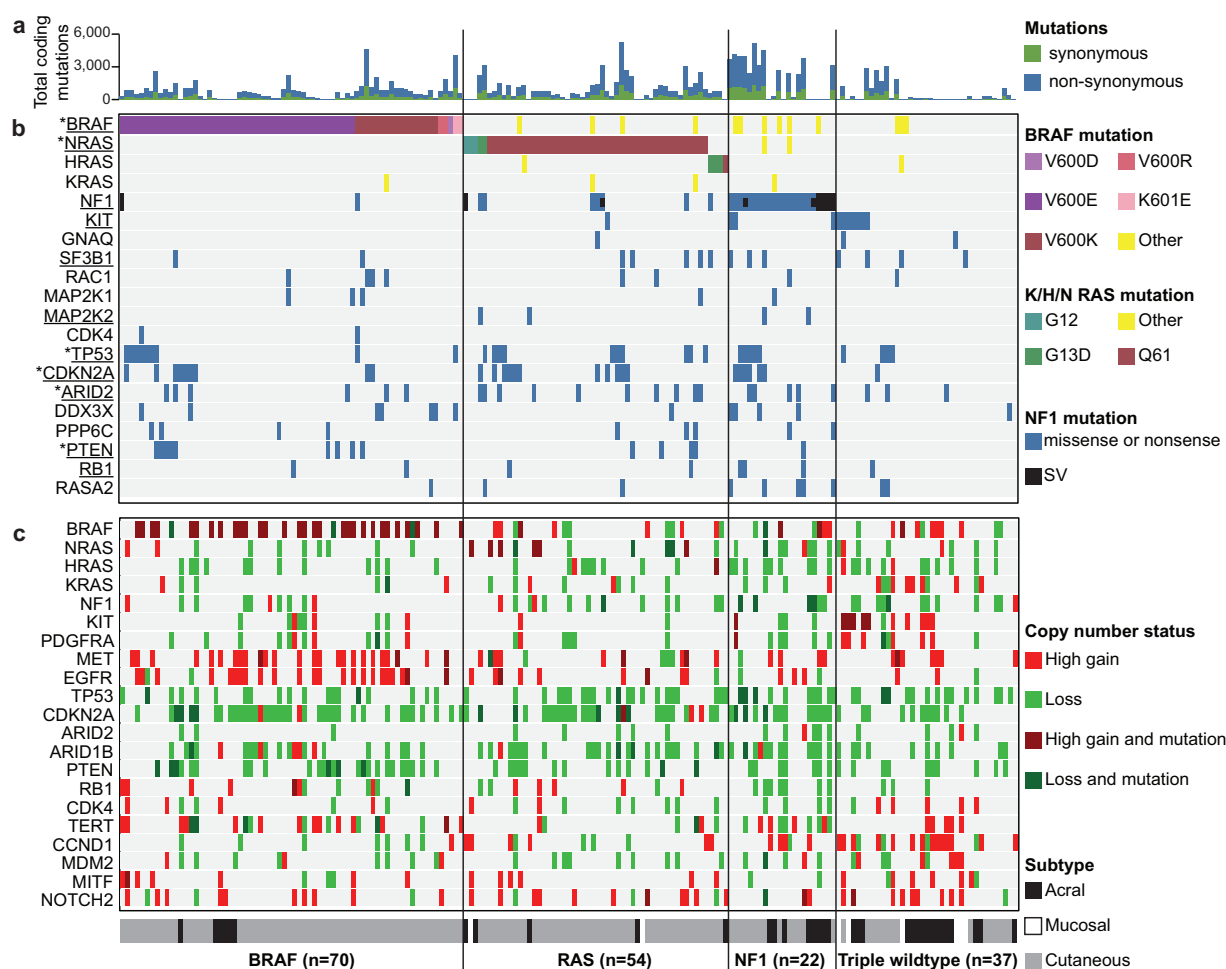 a
Total coding
mutations
6,000
3,000
0
Mutations
synonymous
non-synonymous
b
*BRAF
*NRAS
HRAS
KRAS
NF1
KIT
GNAQ
SF3B1
RAC1
MAP2K1
MAP2K2
CDK4
*TP53
*CDKN2A
*ARID2
DDX3X
PPP6C
*PTEN
RB1
RASA2
BRAF mutation
V600D
V600R
V600E
K601E
V600K
Other
K/H/N RAS mutation
G12
Other
G13D
Q61
NF1 mutation
missense or nonsense
SV
c
BRAF
NRAS
HRAS
KRAS
NF1
KIT
PDGFRA
MET
EGFR
TP53
CDKN2A
ARID2
ARID1B
PTEN
RB1
CDK4
TERT
CCND1
MDM2
MITF
NOTCH2
Copy number status
High gain
Loss
High gain and mutation
Loss and mutation
Subtype
Acral
Mucosal
Cutaneous
BRAF (n=70)
RAS (n=54)
NF1 (n=22)
Triple wildtype (n=37)